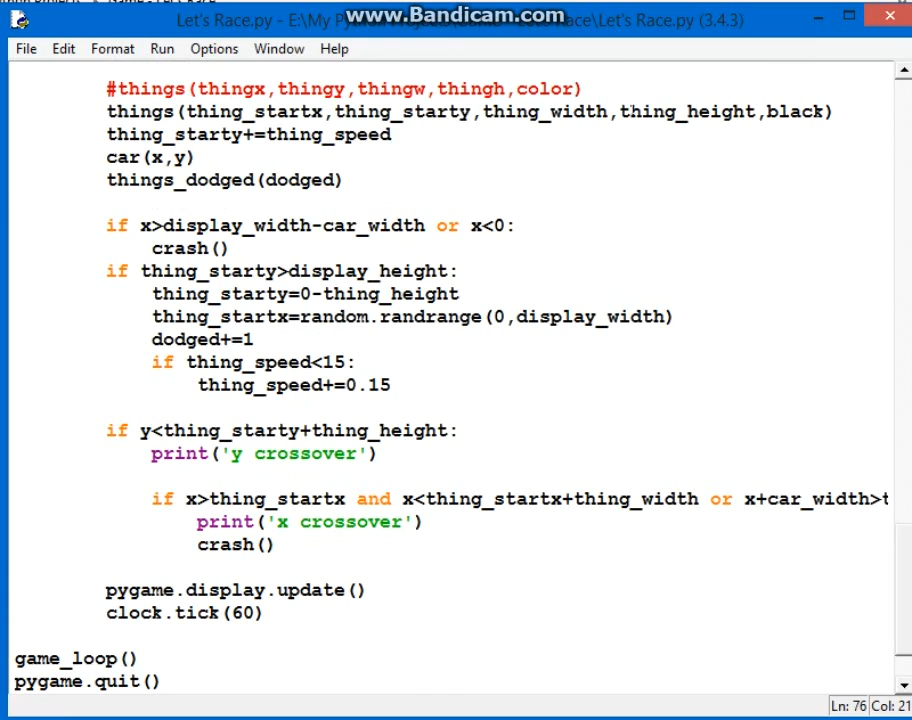 Let's Race.py - E:\My Py
www.Bandicam.com
Let's Race\Let's Race.py (3.4.3)
File Edit Format Run Options Window Help
#things(thingx,thingy,thingw,thingh,color)
things(thing_startx,thing_starty,thing_width,thing_height,black)
thing_starty+=thing_speed
car(x,y)
things_dodged(dodged)
if x>display_width-car_width or x<0:
crash()
if thing_starty>display_height:
thing_starty=0-thing_height
thing_startx=random.randrange(0,display_width)
dodged+=1
if thing_speed<15:
thing_speed+=0.15
if y<thing_starty+thing_height:
print('y crossover')
if x>thing_startx and x<thing_startx+thing_width or x+car_width>t
print('x crossover')
crash()
pygame.display.update()
clock.tick(60)
game_loop()
pygame.quit()
Ln: 76 Col: 21